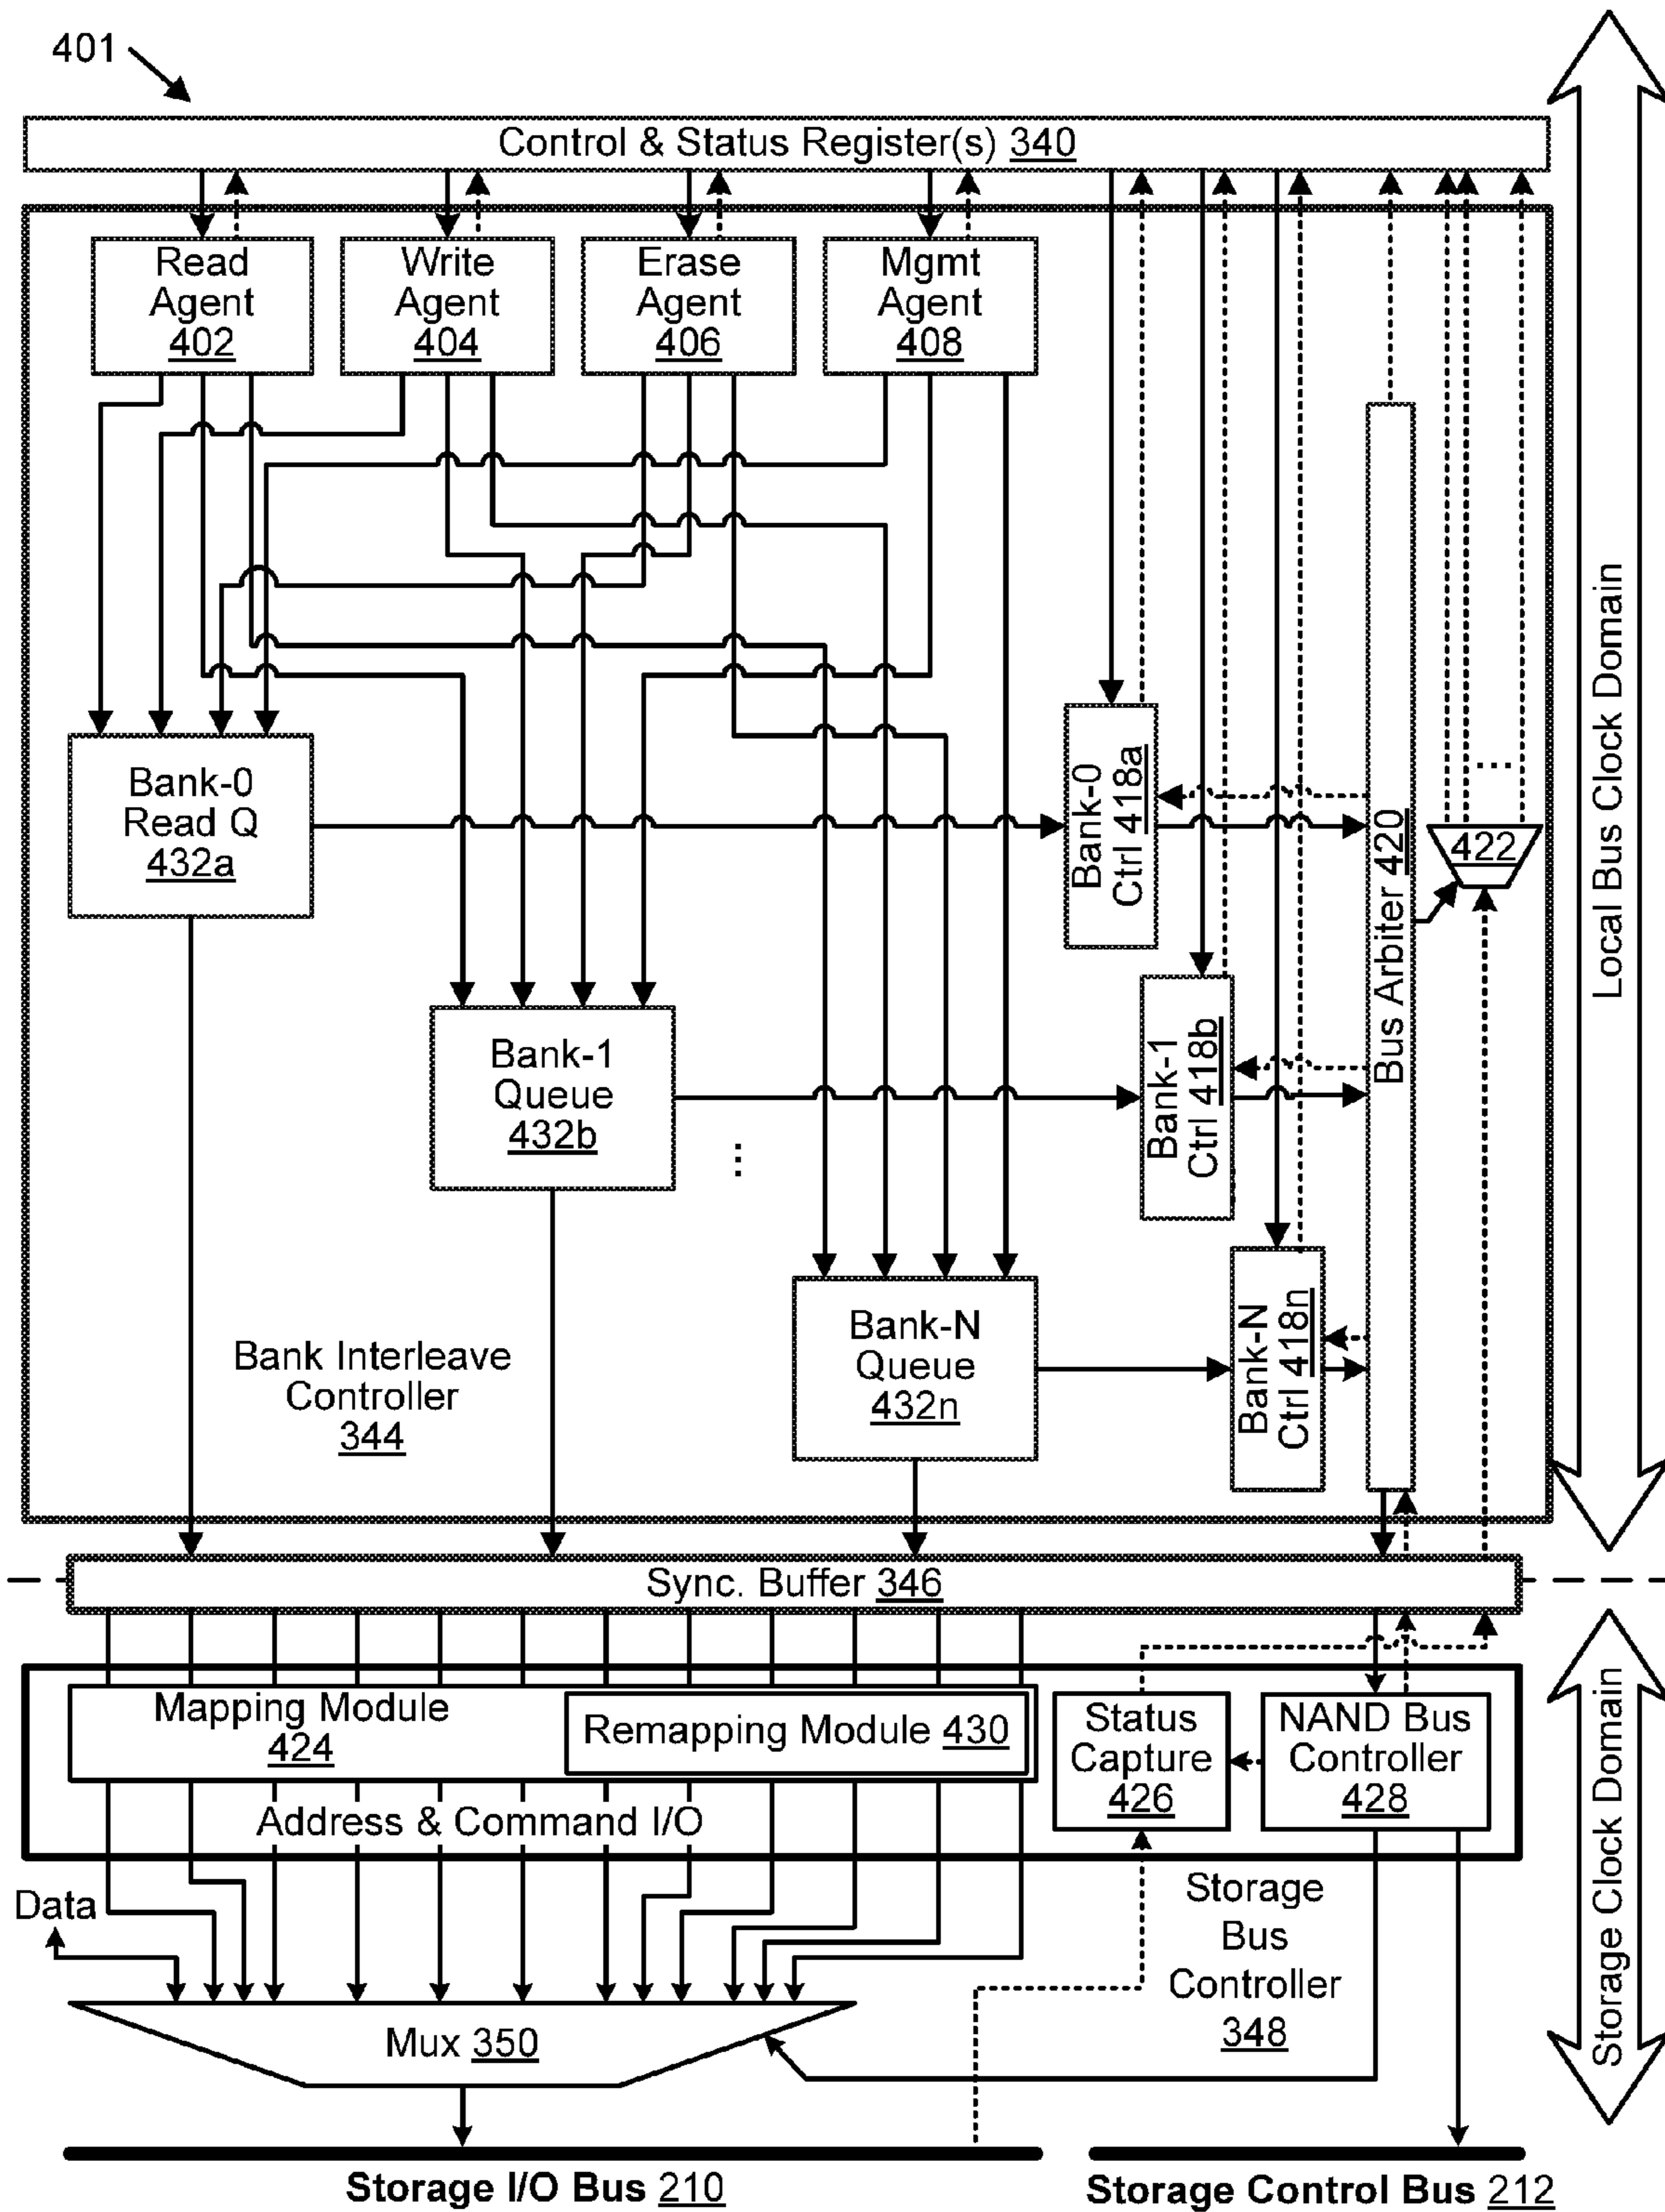 401
Control & Status Register(s) 340
Read
Agent
402
Write
Agent
404
Erase
Agent
406
Mgmt
Agent
408
Bank-0
Read Q
432a
Bank-0
Ctrl 418a
Bus Arbiter 420
...
422
Local Bus Clock Domain
Bank-1
Queue
432b
...
Bank-1
Ctrl 418b
Bank-N
Queue
432n
Bank-N
Ctrl 418n
Bank Interleave
Controller
344
Sync. Buffer 346
Mapping Module
424
Remapping Module 430
Status
Capture
426
NAND Bus
Controller
428
Address & Command I/O
Storage Clock Domain
Data
Storage
Bus
Controller
348
Mux 350
Storage I/O Bus 210
Storage Control Bus 212